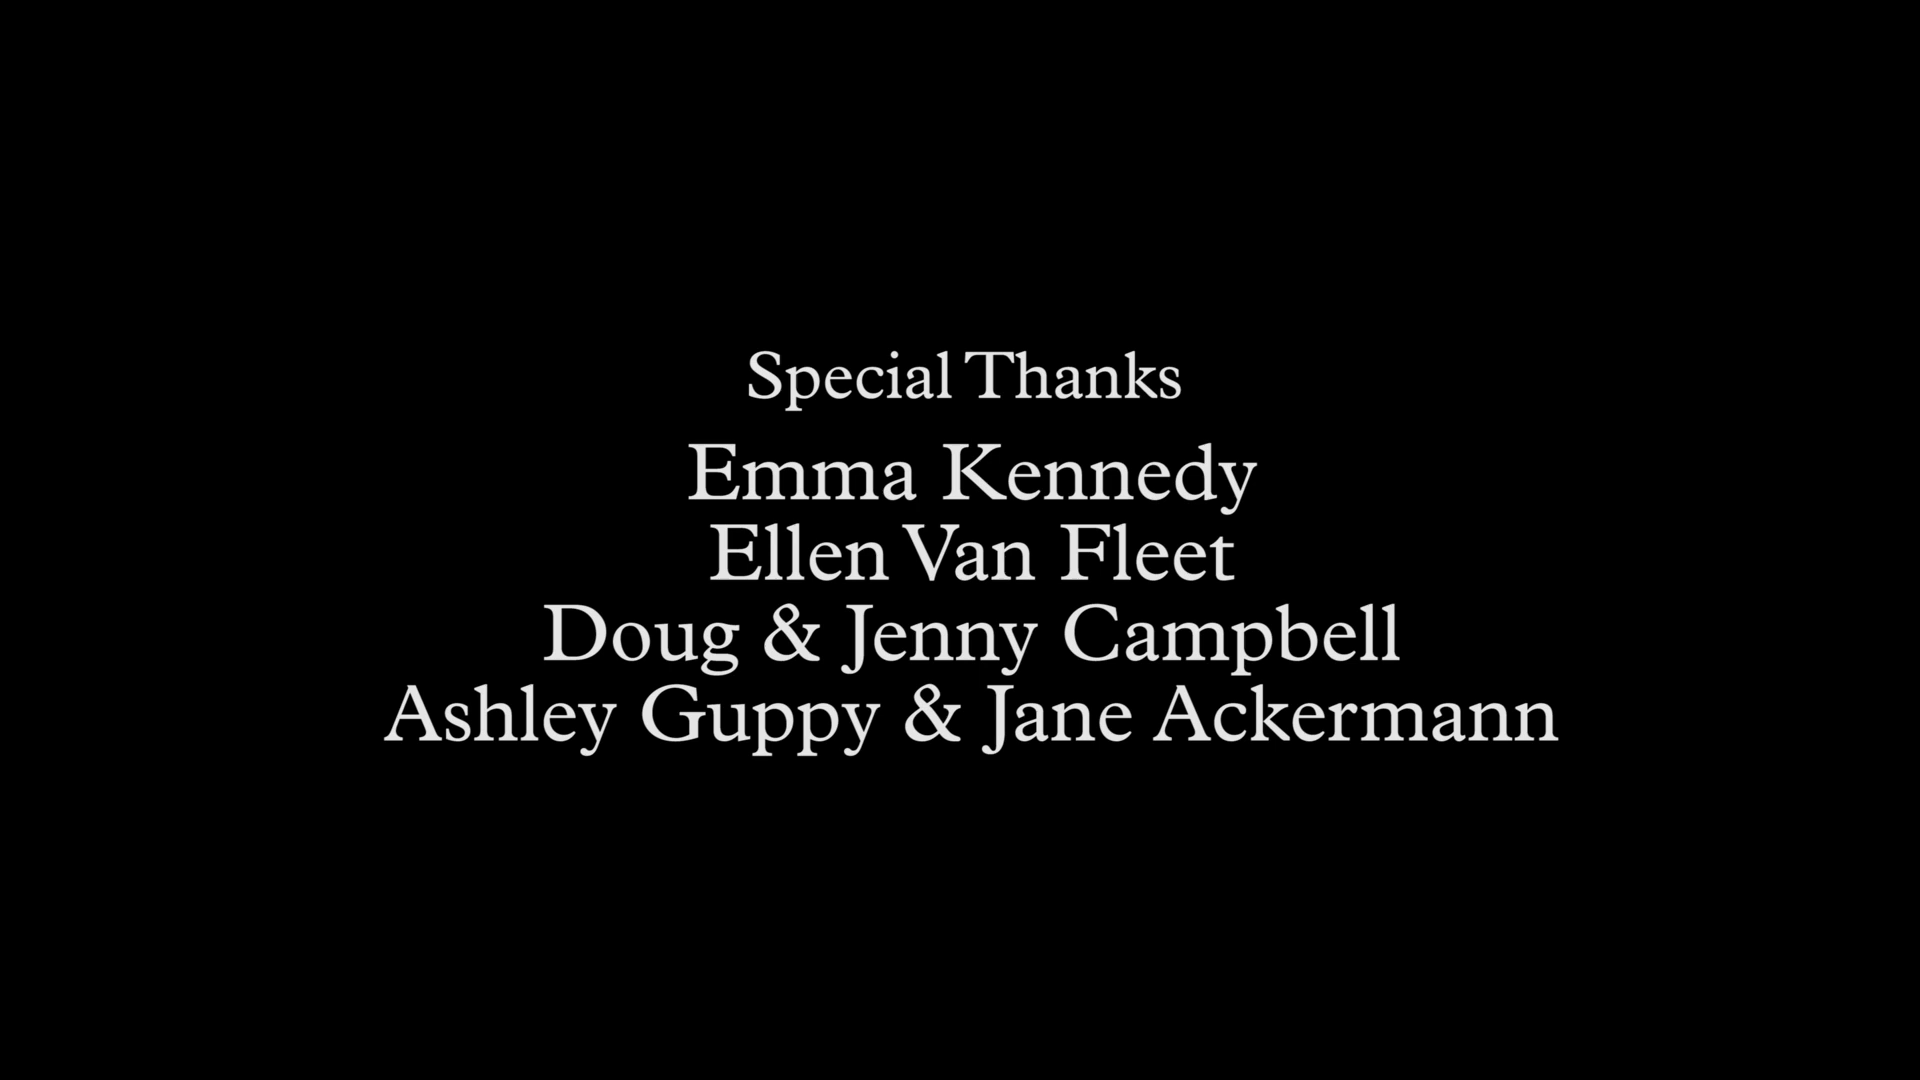 Special Thanks
Emma Kennedy
Ellen Van Fleet
Doug & Jenny Campbell
Ashley Guppy & Jane Ackermann